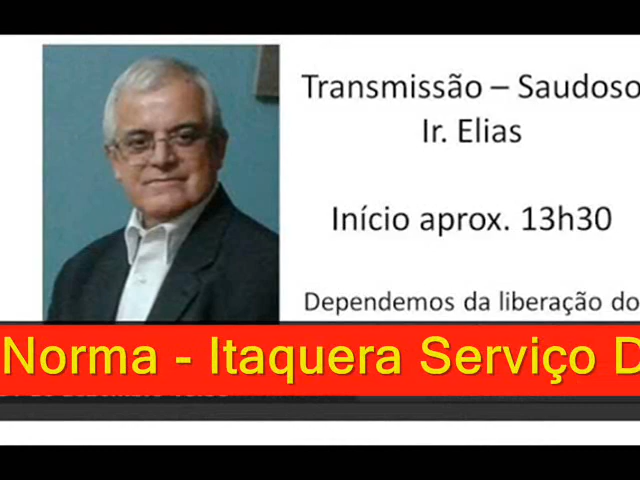 Transmissão – Saudoso
Ir. Elias
Início aprox. 13h30
Dependemos da liberação do
Norma - Itaquera Serviço D